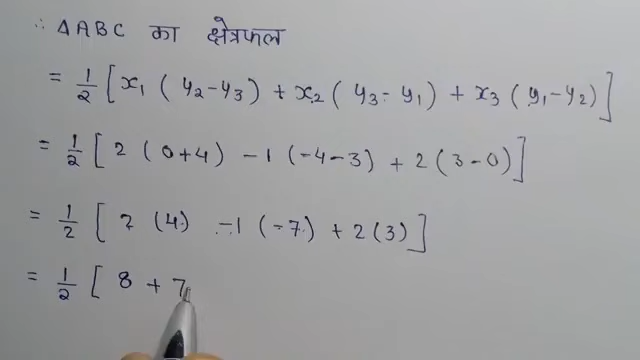 ∴ ΔABC का क्षेत्रफल
= 1/2 [ x₁ ( y₂ – y₃ ) + x₂ ( y₃ – y₁ ) + x₃ ( y₁ – y₂ ) ]
= 1/2 [ 2 ( 0+4 ) –1 ( –4 –3 ) + 2 ( 3 –0 ) ]
= 1/2 [ 2 (4) –1 ( –7 ) + 2 (3) ]
= 1/2 [ 8 + 7